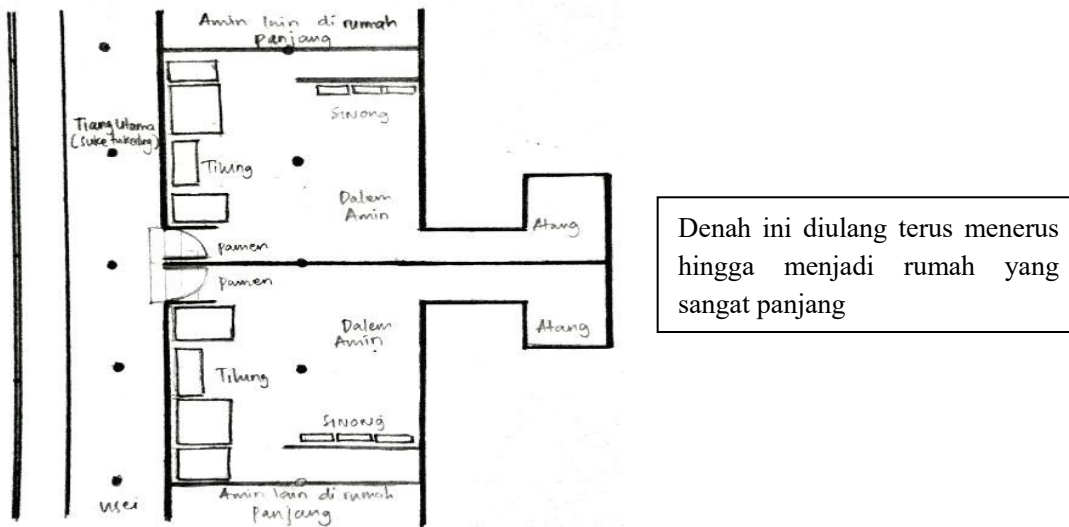 Amin lain di rumah
panjang
Sinong
Tiang Utama
(suke tukeding)
Tilung
Dalem
Amin
Atang
pamen
Pamen
Dalem
Amin
Atang
Tilung
SINONG
Amin lain di rumah
panjang
usei
Denah ini diulang terus menerus
hingga menjadi rumah yang
sangat panjang